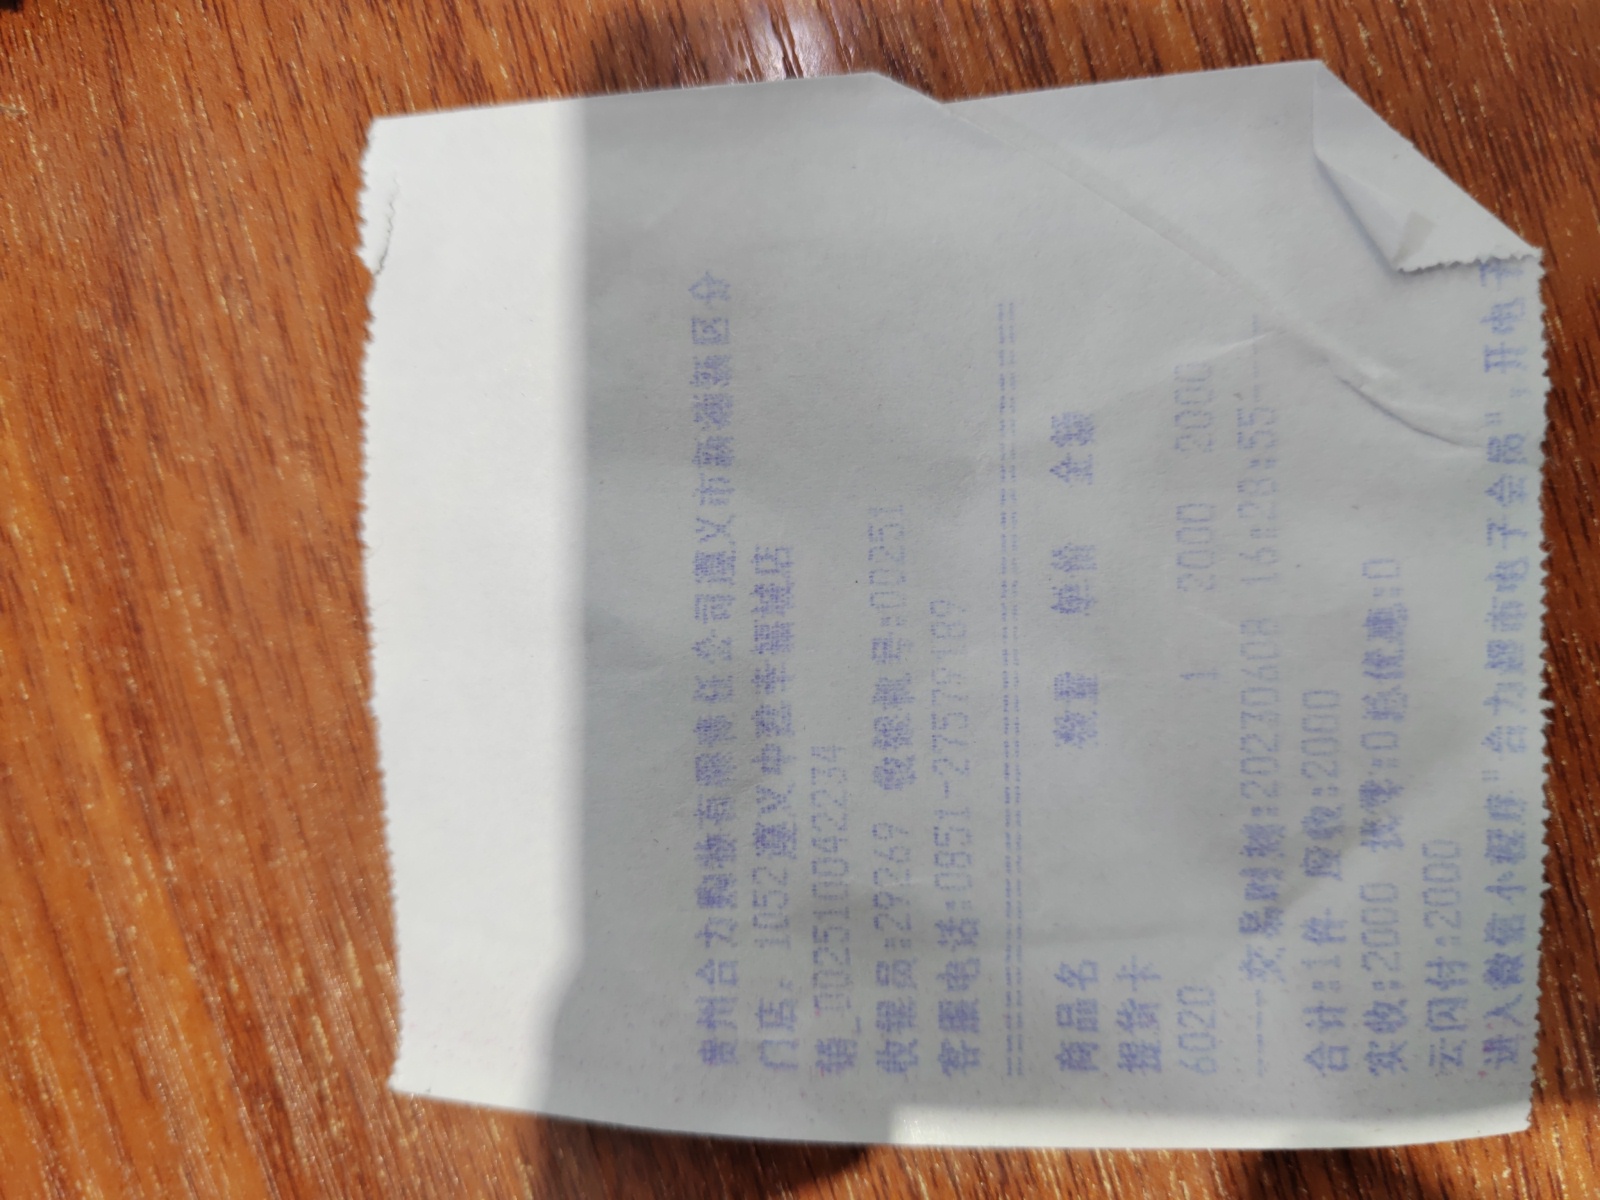 贵州合力购物有限责任公司遵义市新蒲新区分
门店: 1052遵义中建幸福城店
销_002510042234
收银员:29269 收银机号:00251
客服电话:0851-27579189
==========================================
商品名 数量 单价 金额
提货卡
6020 1 2000 2000
-----交易时刻:20230608 16:28:55----
合计:1件 应收:2000
实收:2000 找零:0总优惠:0
云闪付:2000
进入微信小程序"合力超市电子会员",开电子